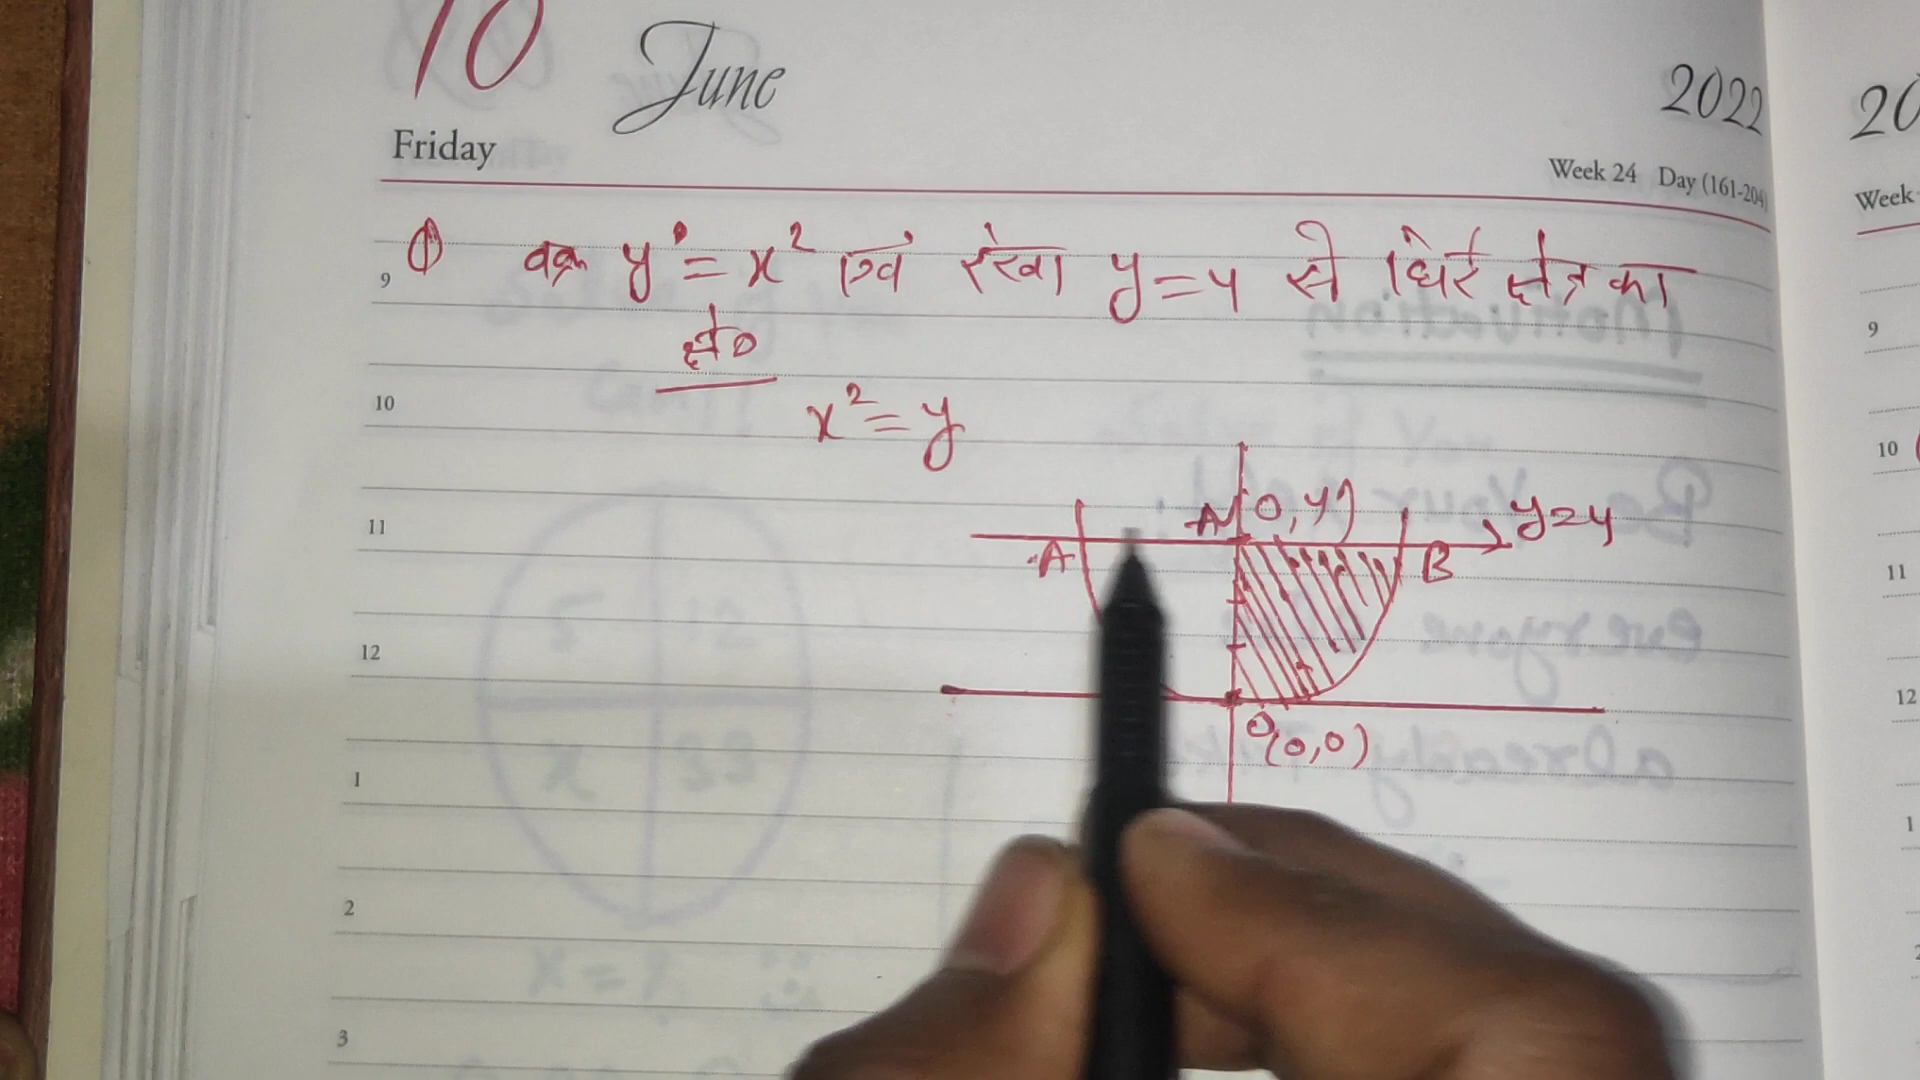 10 June 2022 20
Friday Week 24 Day (161-204) Week
① वक्र y = x² एवं रेखा y=4 से घिरे क्षेत्र का
क्षे०
x² = y
A (0,4) y=4
A B
O(0,0)
9
10
11
12
1
2
3
9
10
11
12
1
2